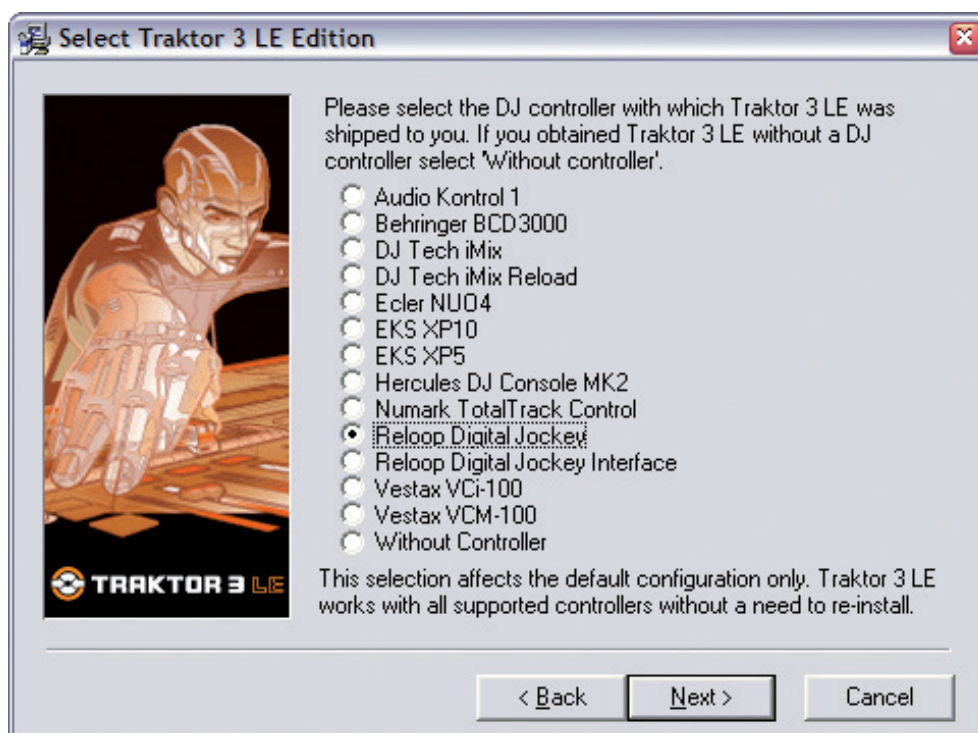 Select Traktor 3 LE Edition
Please select the DJ controller with which Traktor 3 LE was
shipped to you. If you obtained Traktor 3 LE without a DJ
controller select 'Without controller'.
Audio Kontrol 1
Behringer BCD3000
DJ Tech iMix
DJ Tech iMix Reload
Ecler NUO4
EKS XP10
EKS XP5
Hercules DJ Console MK2
Numark TotalTrack Control
Reloop Digital Jockey
Reloop Digital Jockey Interface
Vestax VCi-100
Vestax VCM-100
Without Controller
TRAKTOR 3 LE
This selection affects the default configuration only. Traktor 3 LE
works with all supported controllers without a need to re-install.
< Back
Next >
Cancel